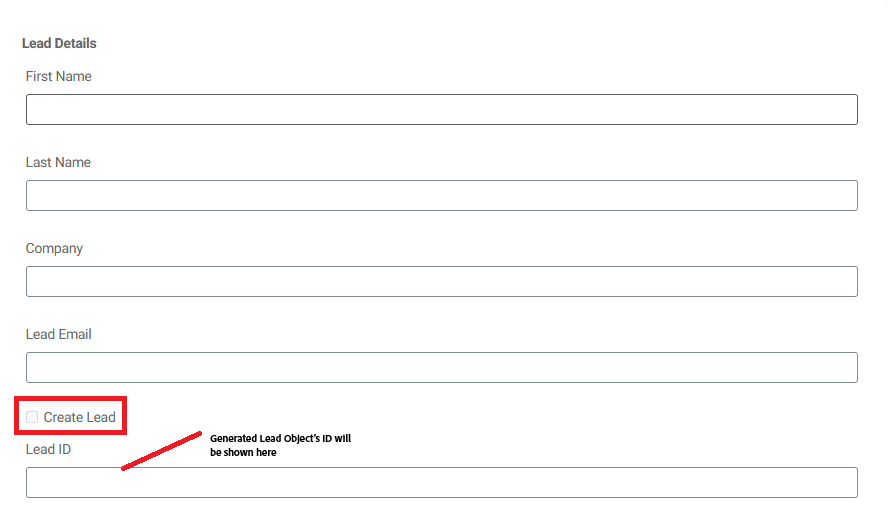 Lead Details
First Name
Last Name
Company
Lead Email
Create Lead
Lead ID
Generated Lead Object's ID will
be shown here